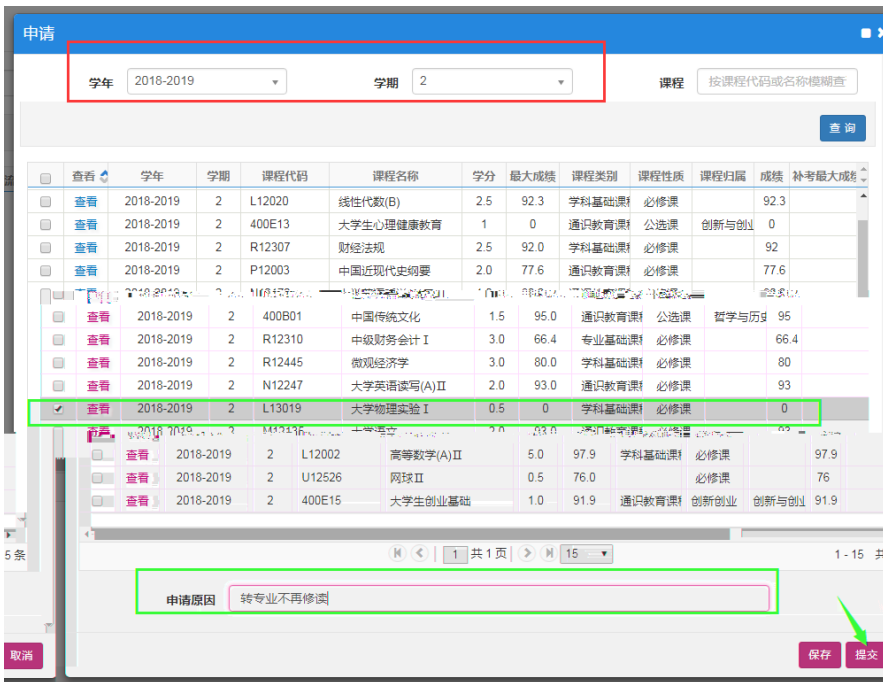 申请
学年 2018-2019 学期 2 课程 按课程代码或名称模糊查
查 询
查看 学年 学期 课程代码 课程名称 学分 最大成绩 课程类别 课程性质 课程归属 成绩 补考最大成绩
查看 2018-2019 2 L12020 线性代数(B) 2.5 92.3 学科基础课程 必修课 92.3
查看 2018-2019 2 400E13 大学生心理健康教育 1 0 通识教育课 公选课 创新与创业 0
查看 2018-2019 2 R12307 财经法规 2.5 92.0 学科基础课 必修课 92
查看 2018-2019 2 P12003 中国近现代史纲要 2.0 77.6 通识教育课 必修课 77.6
查看 2018-2019 2 400B01 中国传统文化 1.5 95.0 通识教育课 公选课 哲学与历史 95
查看 2018-2019 2 R12310 中级财务会计 I 3.0 66.4 专业基础课 必修课 66.4
查看 2018-2019 2 R12445 微观经济学 3.0 80.0 学科基础课 必修课 80
查看 2018-2019 2 N12247 大学英语读写(A)II 2.0 93.0 通识教育课 必修课 93
查看 2018-2019 2 L13019 大学物理实验 I 0.5 0 学科基础课 必修课 0
查看 2018-2019 2 L12002 高等数学(A)II 5.0 97.9 学科基础课 必修课 97.9
查看 2018-2019 2 U12526 网球II 0.5 76.0 必修课 76
查看 2018-2019 2 400E15 大学生创业基础 1.0 91.9 通识教育课 创新创业 创新与创业 91.9
1 共1页 15 1 - 15 共
5 条
申请原因 转专业不再修读
取消 保存 提交